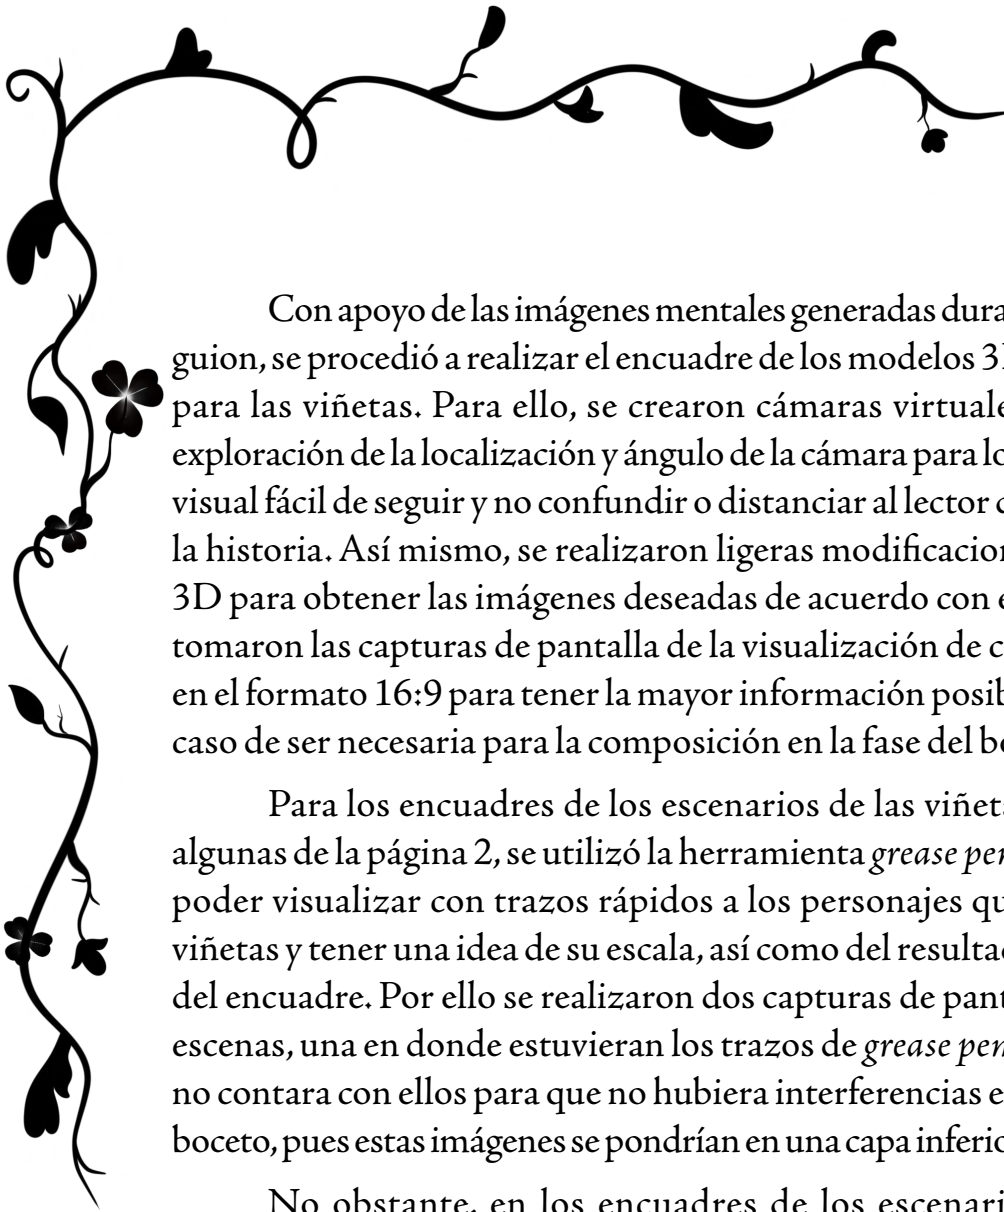 Con apoyo de las imágenes mentales generadas dura
guion, se procedió a realizar el encuadre de los modelos 3
para las viñetas. Para ello, se crearon cámaras virtuale
exploración de la localización y ángulo de la cámara para lo
visual fácil de seguir y no confundir o distanciar al lector
la historia. Así mismo, se realizaron ligeras modificacion
3D para obtener las imágenes deseadas de acuerdo con e
tomaron las capturas de pantalla de la visualización de c
en el formato 16:9 para tener la mayor información posib
caso de ser necesaria para la composición en la fase del bo
Para los encuadres de los escenarios de las viñeta
algunas de la página 2, se utilizó la herramienta grease pen
poder visualizar con trazos rápidos a los personajes qu
viñetas y tener una idea de su escala, así como del resultad
del encuadre. Por ello se realizaron dos capturas de pant
escenas, una en donde estuvieran los trazos de grease pen
no contara con ellos para que no hubiera interferencias e
boceto, pues estas imágenes se pondrían en una capa inferio
No obstante, en los encuadres de los escenari